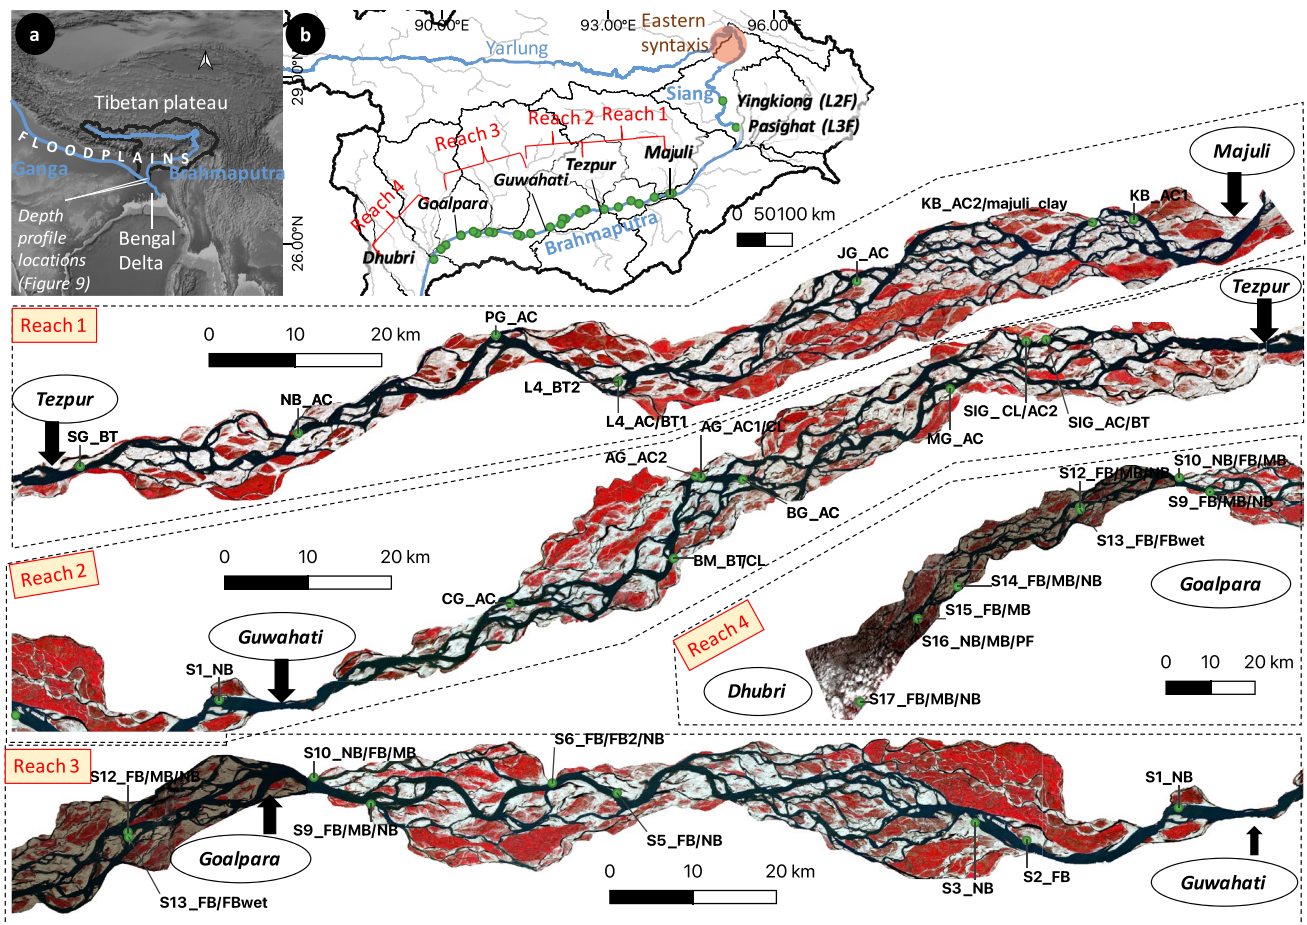 a
Tibetan plateau
FLOODPLAINS
Ganga
Brahmaputra
Depth
profile
locations
(Figure 9)
Bengal
Delta
b
90.00°E
93.00°E
96.00°E
29.00°N
26.00°N
Eastern
syntaxis
Yarlung
Siang
Yingkiong (L2F)
Pasighat (L3F)
Reach 1
Reach 2
Reach 3
Reach 4
Majuli
Tezpur
Guwahati
Goalpara
Dhubri
Brahmaputra
0 50 100 km
Reach 1
0 10 20 km
Majuli
KB_AC1
KB_AC2/majuli_clay
JG_AC
PG_AC
L4_BT2
L4_AC/BT1
NB_AC
Tezpur
SG_BT
Reach 2
0 10 20 km
Tezpur
SIG_CL/AC2
SIG_AC/BT
MG_AC
AG_AC1/CL
AG_AC2
BG_AC
BM_BT/CL
CG_AC
Guwahati
S1_NB
Reach 4
S12_FB/MB/NB
S10_NB/FB/MB
S9_FB/MB/NB
S13_FB/FBwet
Goalpara
S14_FB/MB/NB
S15_FB/MB
S16_NB/MB/PF
Dhubri
S17_FB/MB/NB
0 10 20 km
Reach 3
S12_FB/MB/NB
S10_NB/FB/MB
S6_FB/FB2/NB
S1_NB
S9_FB/MB/NB
S5_FB/NB
Goalpara
S13_FB/FBwet
0 10 20 km
S3_NB
S2_FB
Guwahati